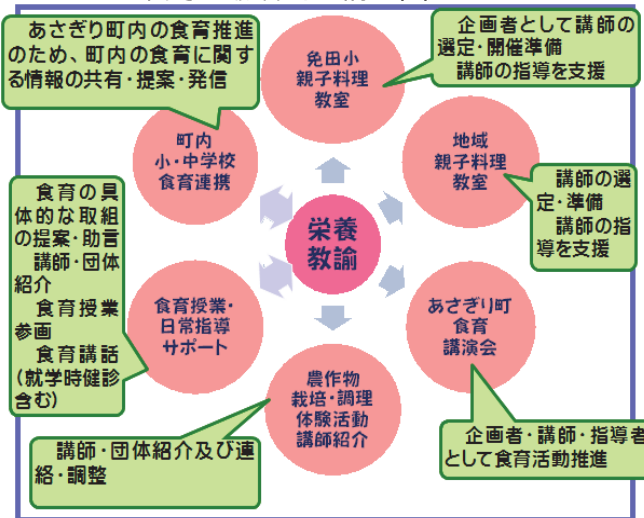 あさぎり町内の食育推進
のため、町内の食育に関す
る情報の共有・提案・発信
企画者として講師の
選定・開催準備
講師の指導を支援
免田小
親子料理
教室
町内
小・中学校
食育連携
地域
親子料理
教室
講師の選
定・準備
講師の指
導を支援
食育の具
体的な取組
の提案・助言
講師・団体
紹介
食育授業
参画
食育講話
(就学時健診
含む)
栄養
教諭
食育授業・
日常指導
サポート
あさぎり町
食育
講演会
農作物
栽培・調理
体験活動
講師紹介
講師・団体紹介及び連
絡・調整
企画者・講師・指導者
として食育活動推進